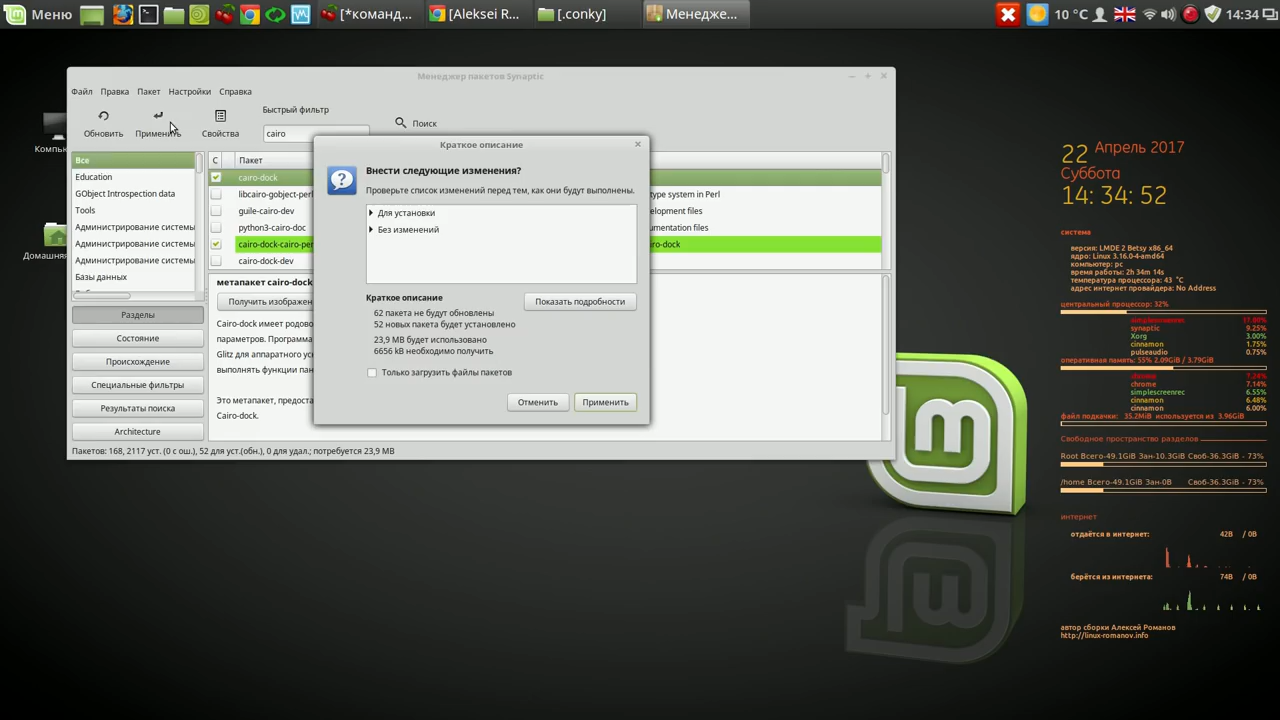 Меню
[*команд...
[Aleksei R...
[.conky]
Менедже...
10 °C
14:34
Компью
Домашняя
Менеджер пакетов Synaptic
Файл Правка Пакет Настройки Справка
Быстрый фильтр
Обновить Применить Свойства
cairo
Поиск
Все
Education
GObject Introspection data
Tools
Администрирование системы
Администрирование системы
Администрирование системы
Базы данных
Разделы
Состояние
Происхождение
Специальные фильтры
Результаты поиска
Architecture
С Пакет
cairo-dock
libcairo-gobject-perl
type system in Perl
guile-cairo-dev
elopment files
python3-cairo-doc
umentation files
cairo-dock-cairo-pen
iro-dock
cairo-dock-dev
метапакет cairo-dock
Получить изображен
Cairo-dock имеет родово
параметров. Программа
Glitz для аппаратного ус
выполнять функции пан
Это метапакет, предоста
Cairo-Dock.
Пакетов: 168, 2117 уст. (0 с ош.), 52 для уст.(обн.), 0 для удал.; потребуется 23,9 MB
Краткое описание
Внести следующие изменения?
Проверьте список изменений перед тем, как они будут выполнены.
Для установки
Без изменений
Краткое описание
Показать подробности
62 пакета не будут обновлены
52 новых пакета будет установлено
23,9 MB будет использовано
6656 kB необходимо получить
Только загрузить файлы пакетов
Отменить Применить
22 Апрель 2017
Суббота
14: 34: 52
система
версия: LMDE 2 Betsy x86_64
ядро: Linux 3.16.0-4-amd64
компьютер: pc
время работы: 2h 34m 14s
температура процессора: 43 °C
адрес интернет провайдера: No Address
центральный процессор: 32%
simplescreenrec 17.00%
synaptic 9.25%
Xorg 3.00%
cinnamon 1.75%
pulseaudio 0.75%
оперативная память: 55% 2.09GiB / 3.79GiB
chrome 7.14%
simplescreenrec 6.55%
cinnamon 6.48%
cinnamon 6.00%
файл подкачки: 35.2MiB используется из 3.96GiB
Свободное пространство разделов
Root Всего-49.1GiB Зан-10.3GiB Своб-36.3GiB - 73%
/home Всего-49.1GiB Зан-0B Своб-36.3GiB - 73%
интернет
отдаётся в интернет: 42B / 0B
берётся из интернета: 74B / 0B
автор сборки Алексей Романов
http://linux-romanov.info